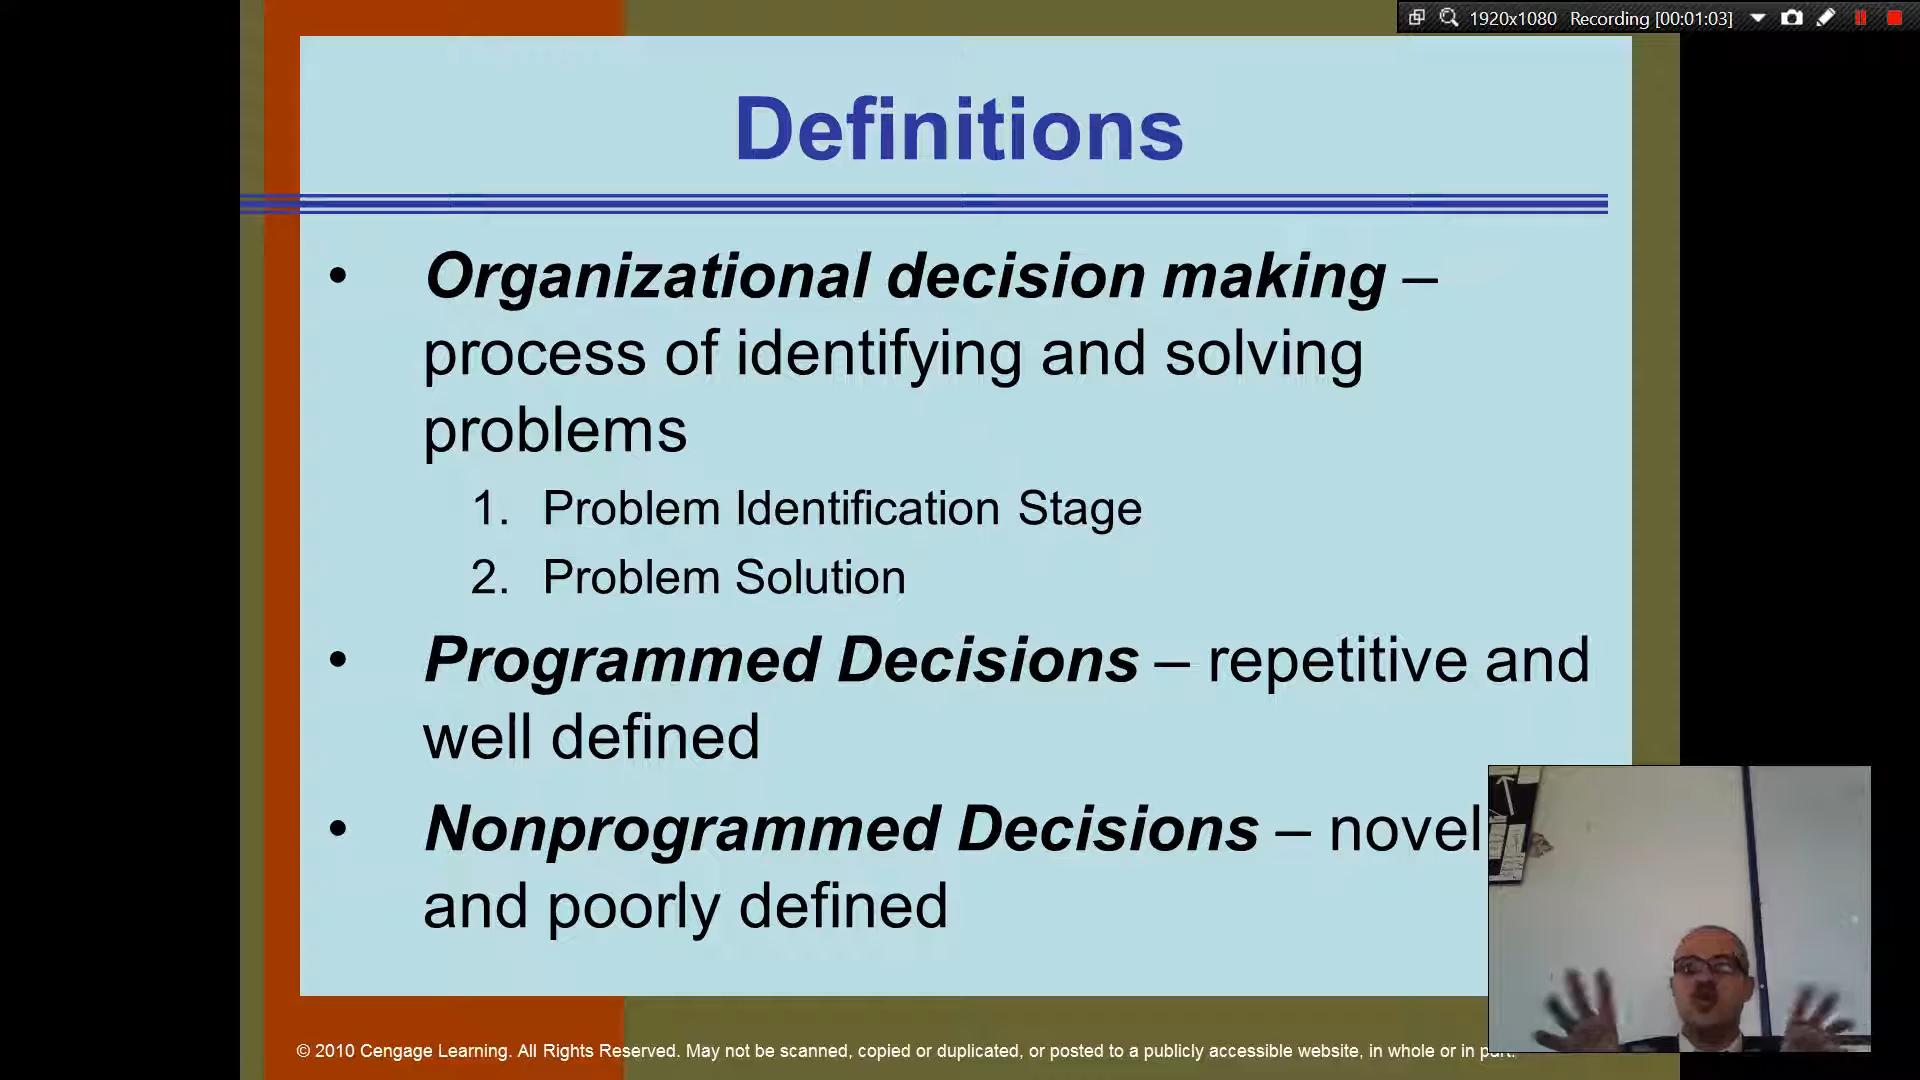 1920x1080 Recording [00:01:03]
Definitions
• Organizational decision making –
process of identifying and solving
problems
1. Problem Identification Stage
2. Problem Solution
• Programmed Decisions – repetitive and
well defined
• Nonprogrammed Decisions – novel
and poorly defined
© 2010 Cengage Learning. All Rights Reserved. May not be scanned, copied or duplicated, or posted to a publicly accessible website, in whole or in part.